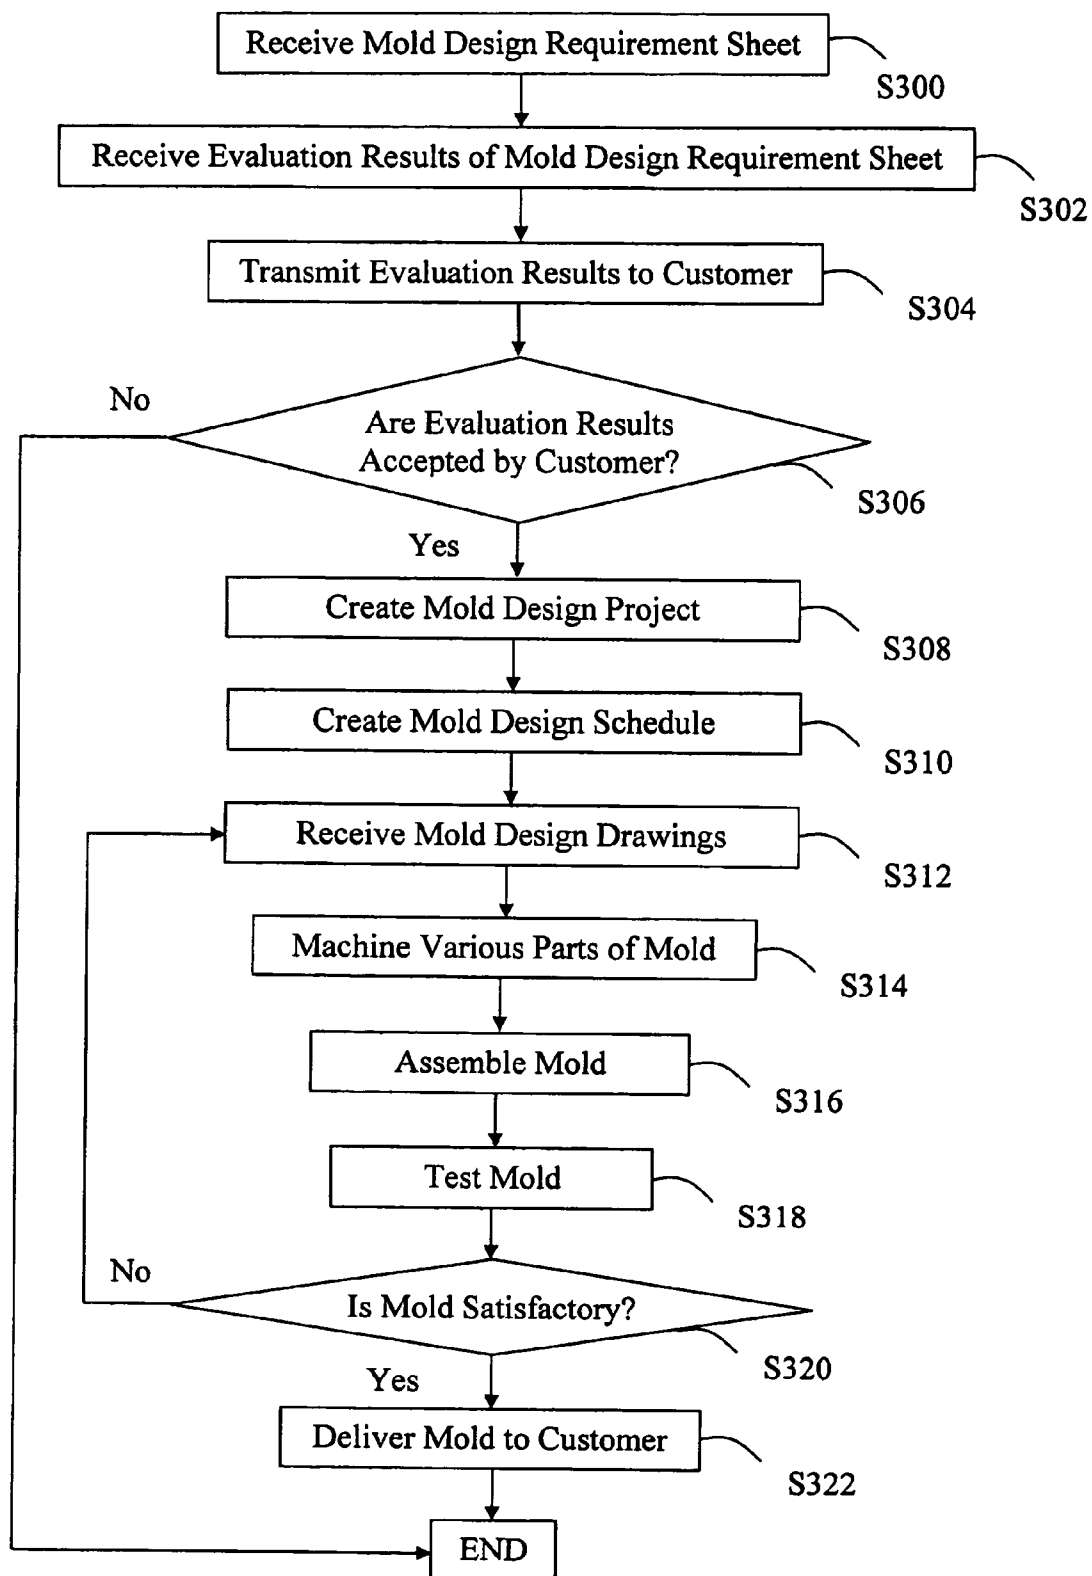 Receive Mold Design Requirement Sheet
S300
Receive Evaluation Results of Mold Design Requirement Sheet
S302
Transmit Evaluation Results to Customer
S304
No
Are Evaluation Results
Accepted by Customer?
S306
Yes
Create Mold Design Project
S308
Create Mold Design Schedule
S310
Receive Mold Design Drawings
S312
Machine Various Parts of Mold
S314
Assemble Mold
S316
Test Mold
S318
No
Is Mold Satisfactory?
S320
Yes
Deliver Mold to Customer
S322
END